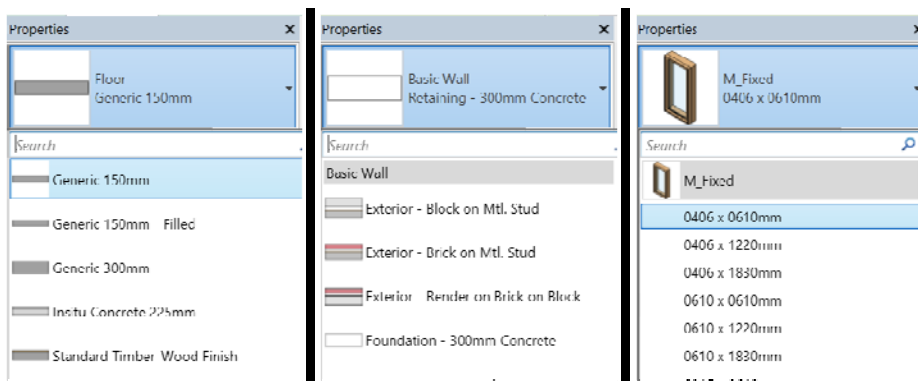 Properties
Floor
Generic 150mm
Search
Generic 150mm
Generic 150mm Filled
Generic 300mm
Insitu Concrete 225mm
Standard Timber Wood Finish
Properties
Basic Wall
Retaining - 300mm Concrete
Search
Basic Wall
Exterior - Block on Mtl. Stud
Exterior - Brick on Mtl. Stud
Exterior - Render on Brick on Block
Foundation - 300mm Concrete
Properties
M_Fixed
0406 x 0610mm
Search
M_Fixed
0406 x 0610mm
0406 x 1220mm
0406 x 1830mm
0610 x 0610mm
0610 x 1220mm
0610 x 1830mm